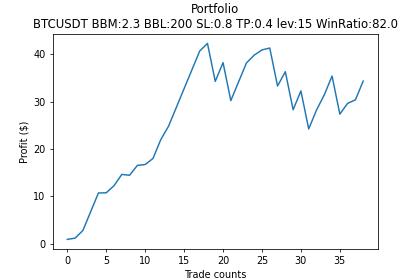 Portfolio
BTCUSDT BBM:2.3 BBL:200 SL:0.8 TP:0.4 lev:15 WinRatio:82.0
40
30
20
10
0
Profit ($)
0 5 10 15 20 25 30 35
Trade counts